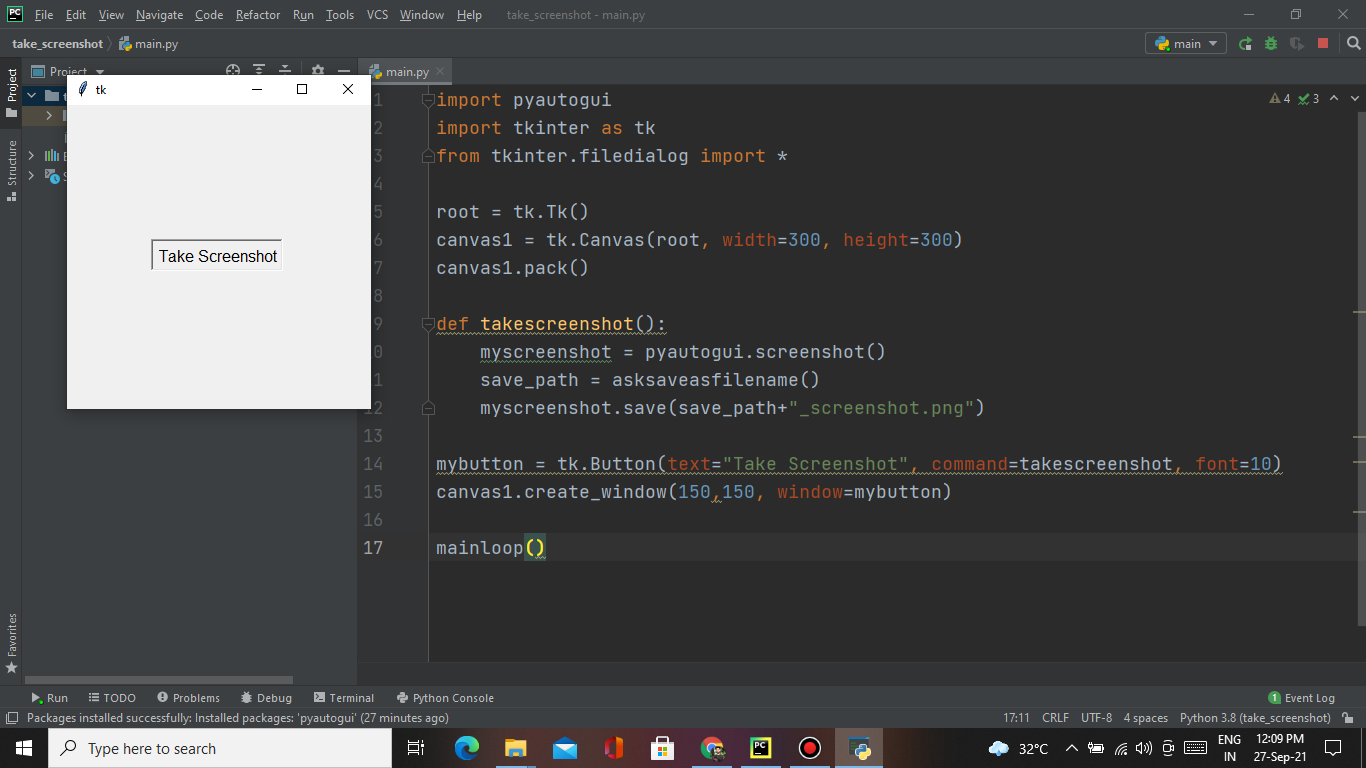 PC File Edit View Navigate Code Refactor Run Tools VCS Window Help take_screenshot - main.py
take_screenshot main.py main
Project
Project
main.py
tk
Take Screenshot
Structure
Favorites
4 3
1 import pyautogui
2 import tkinter as tk
3 from tkinter.filedialog import *
4
5 root = tk.Tk()
6 canvas1 = tk.Canvas(root, width=300, height=300)
7 canvas1.pack()
8
9 def takescreenshot():
0 myscreenshot = pyautogui.screenshot()
1 save_path = asksaveasfilename()
12 myscreenshot.save(save_path+"_screenshot.png")
13
14 mybutton = tk.Button(text="Take Screenshot", command=takescreenshot, font=10)
15 canvas1.create_window(150,150, window=mybutton)
16
17 mainloop()
Run TODO Problems Debug Terminal Python Console 1 Event Log
Packages installed successfully: Installed packages: 'pyautogui' (27 minutes ago) 17:11 CRLF UTF-8 4 spaces Python 3.8 (take_screenshot)
Type here to search PC 32°C ENG 12:09 PM
IN 27-Sep-21